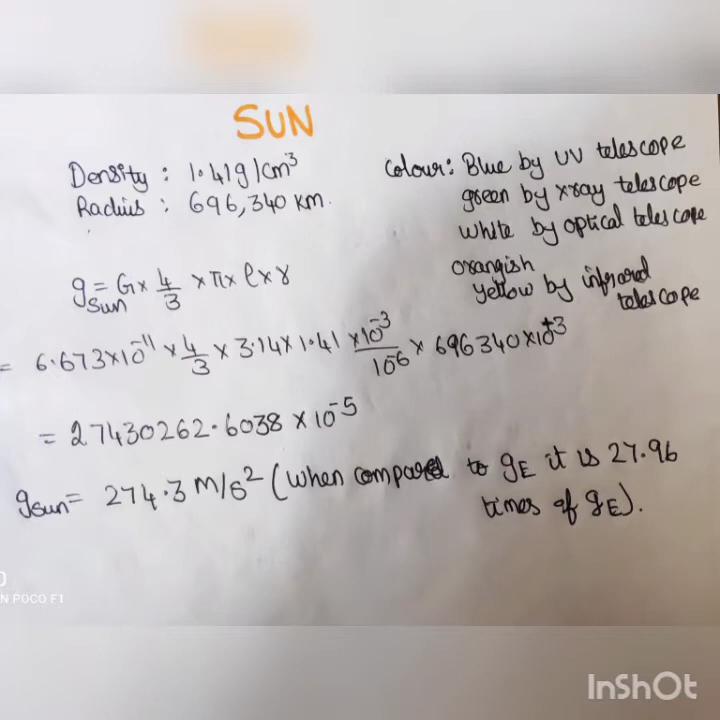 SUN
Density : 1.41g/cm³
Radius : 696,340 km.
Colour: Blue by UV telescope
green by xray telescope
white by optical telescope
orangish
yellow by infrared
telescope
gSun = G × 4/3 × π × ρ × r
= 6.673×10⁻¹¹ × 4/3 × 3.14 × 1.41 × 10⁻³/10⁻⁶ × 696340×10⁺³
= 27430262.6038 × 10⁻⁵
gsun = 274.3 m/s² (when compared to gE it is 27.96
times of gE).
N POCO F1
InShOt